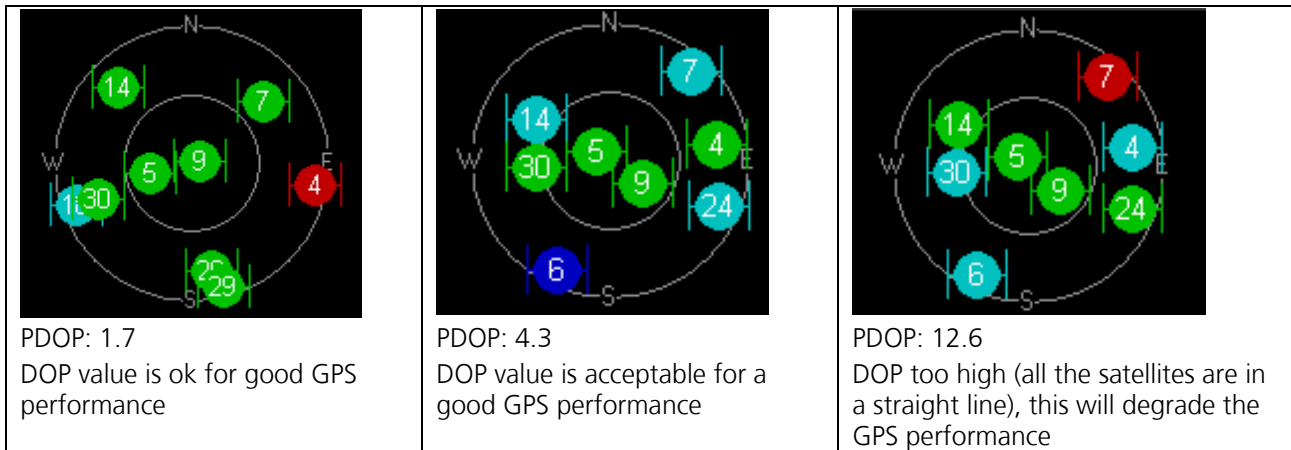 N
14
7
9
5
W
E
4
30
29
S
PDOP: 1.7
DOP value is ok for good GPS
performance
N
7
14
4
5
W
E
30
9
24
6
S
PDOP: 4.3
DOP value is acceptable for a
good GPS performance
N
7
14
4
5
W
E
30
9
24
6
S
PDOP: 12.6
DOP too high (all the satellites are in
a straight line), this will degrade the
GPS performance